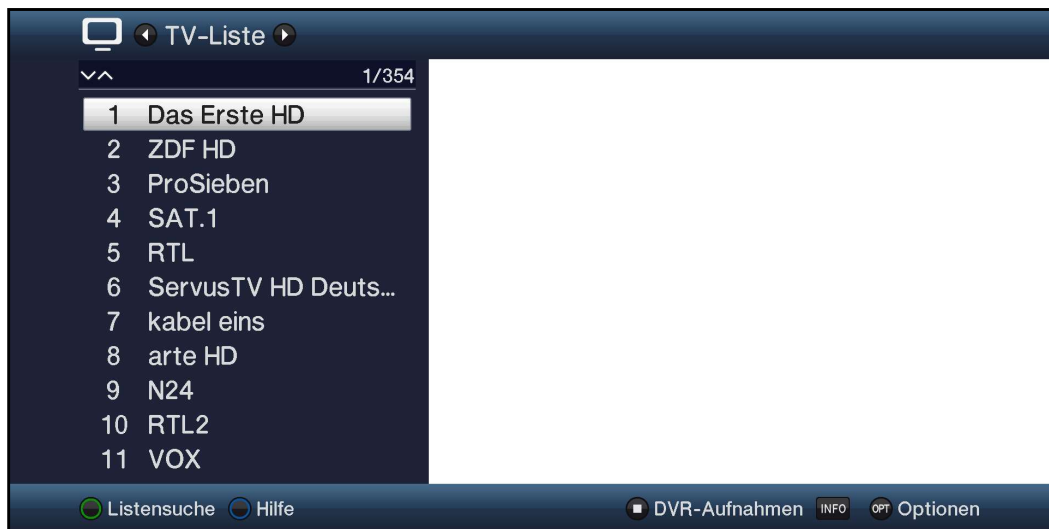 TV-Liste
1/354
1 Das Erste HD
2 ZDF HD
3 ProSieben
4 SAT.1
5 RTL
6 ServusTV HD Deuts...
7 kabel eins
8 arte HD
9 N24
10 RTL2
11 VOX
Listensuche Hilfe DVR-Aufnahmen INFO OPT Optionen